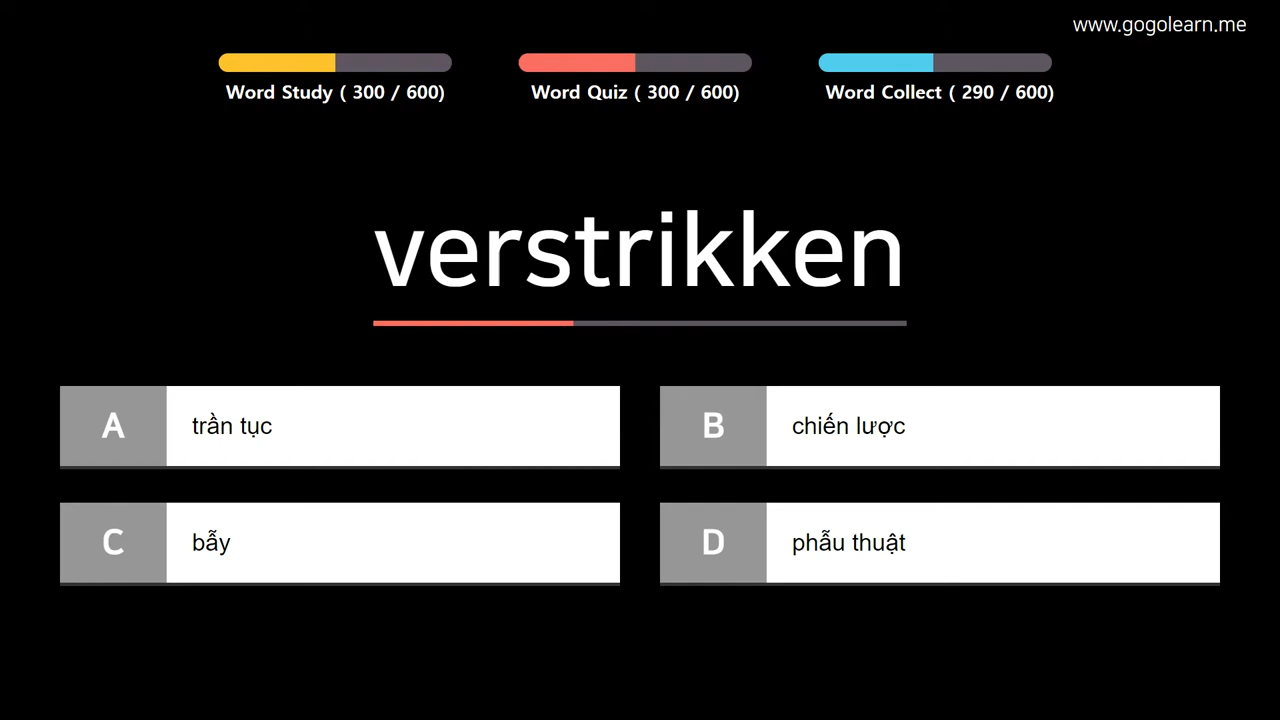 www.gogolearn.me
Word Study ( 300 / 600)
Word Quiz ( 300 / 600)
Word Collect ( 290 / 600)
verstrikken
A trần tục
B chiến lược
C bẫy
D phẫu thuật